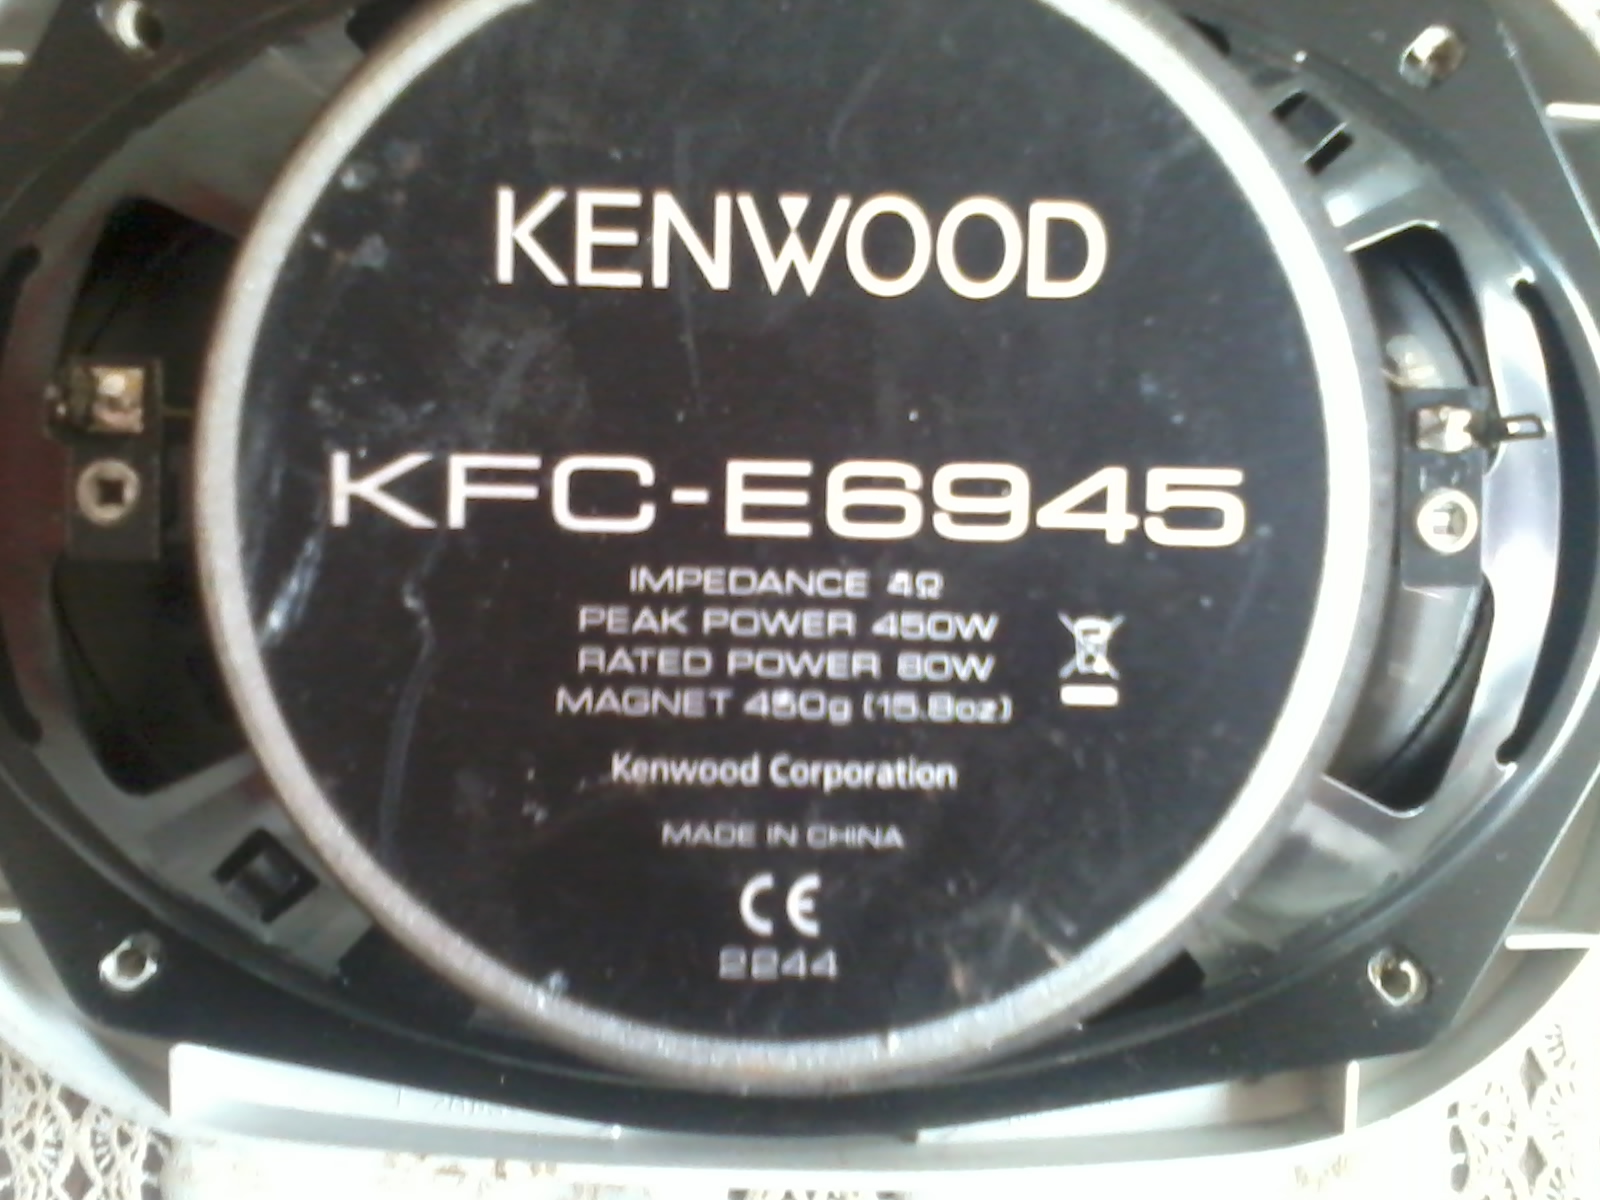 KENWOOD
KFC-E6945
IMPEDANCE 4Ω
PEAK POWER 450W
RATED POWER 80W
MAGNET 450g (15.8oz)
Kenwood Corporation
MADE IN CHINA
CE
2244